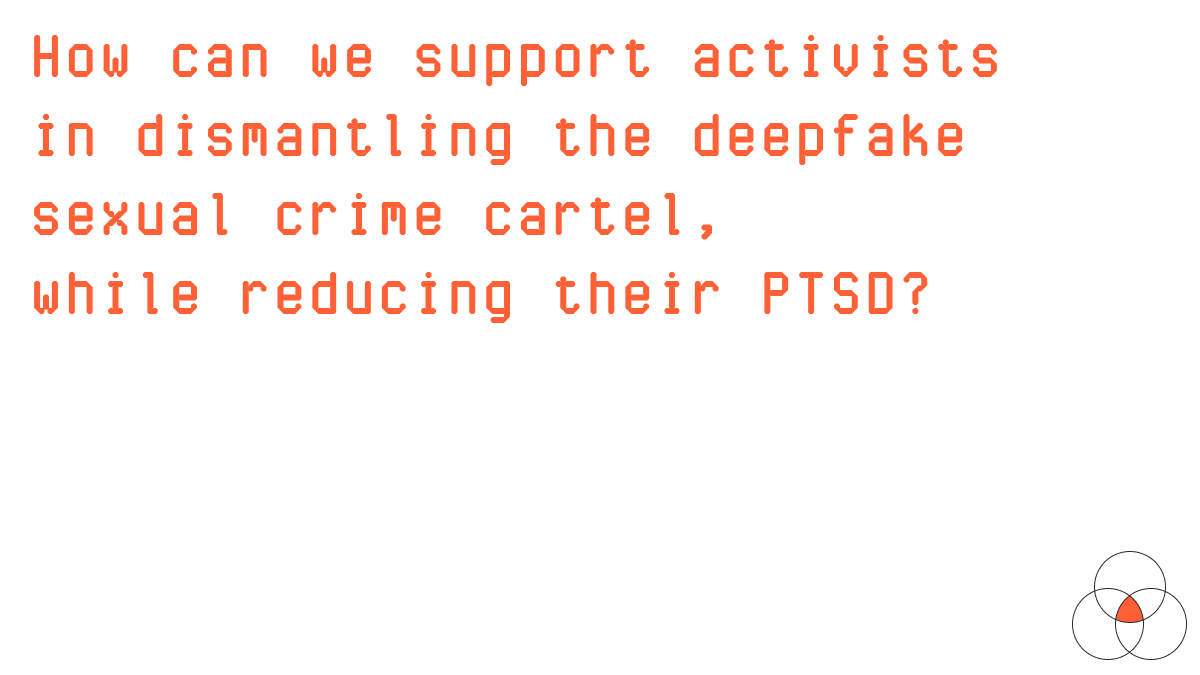 How can we support activists
in dismantling the deepfake
sexual crime cartel,
while reducing their PTSD?